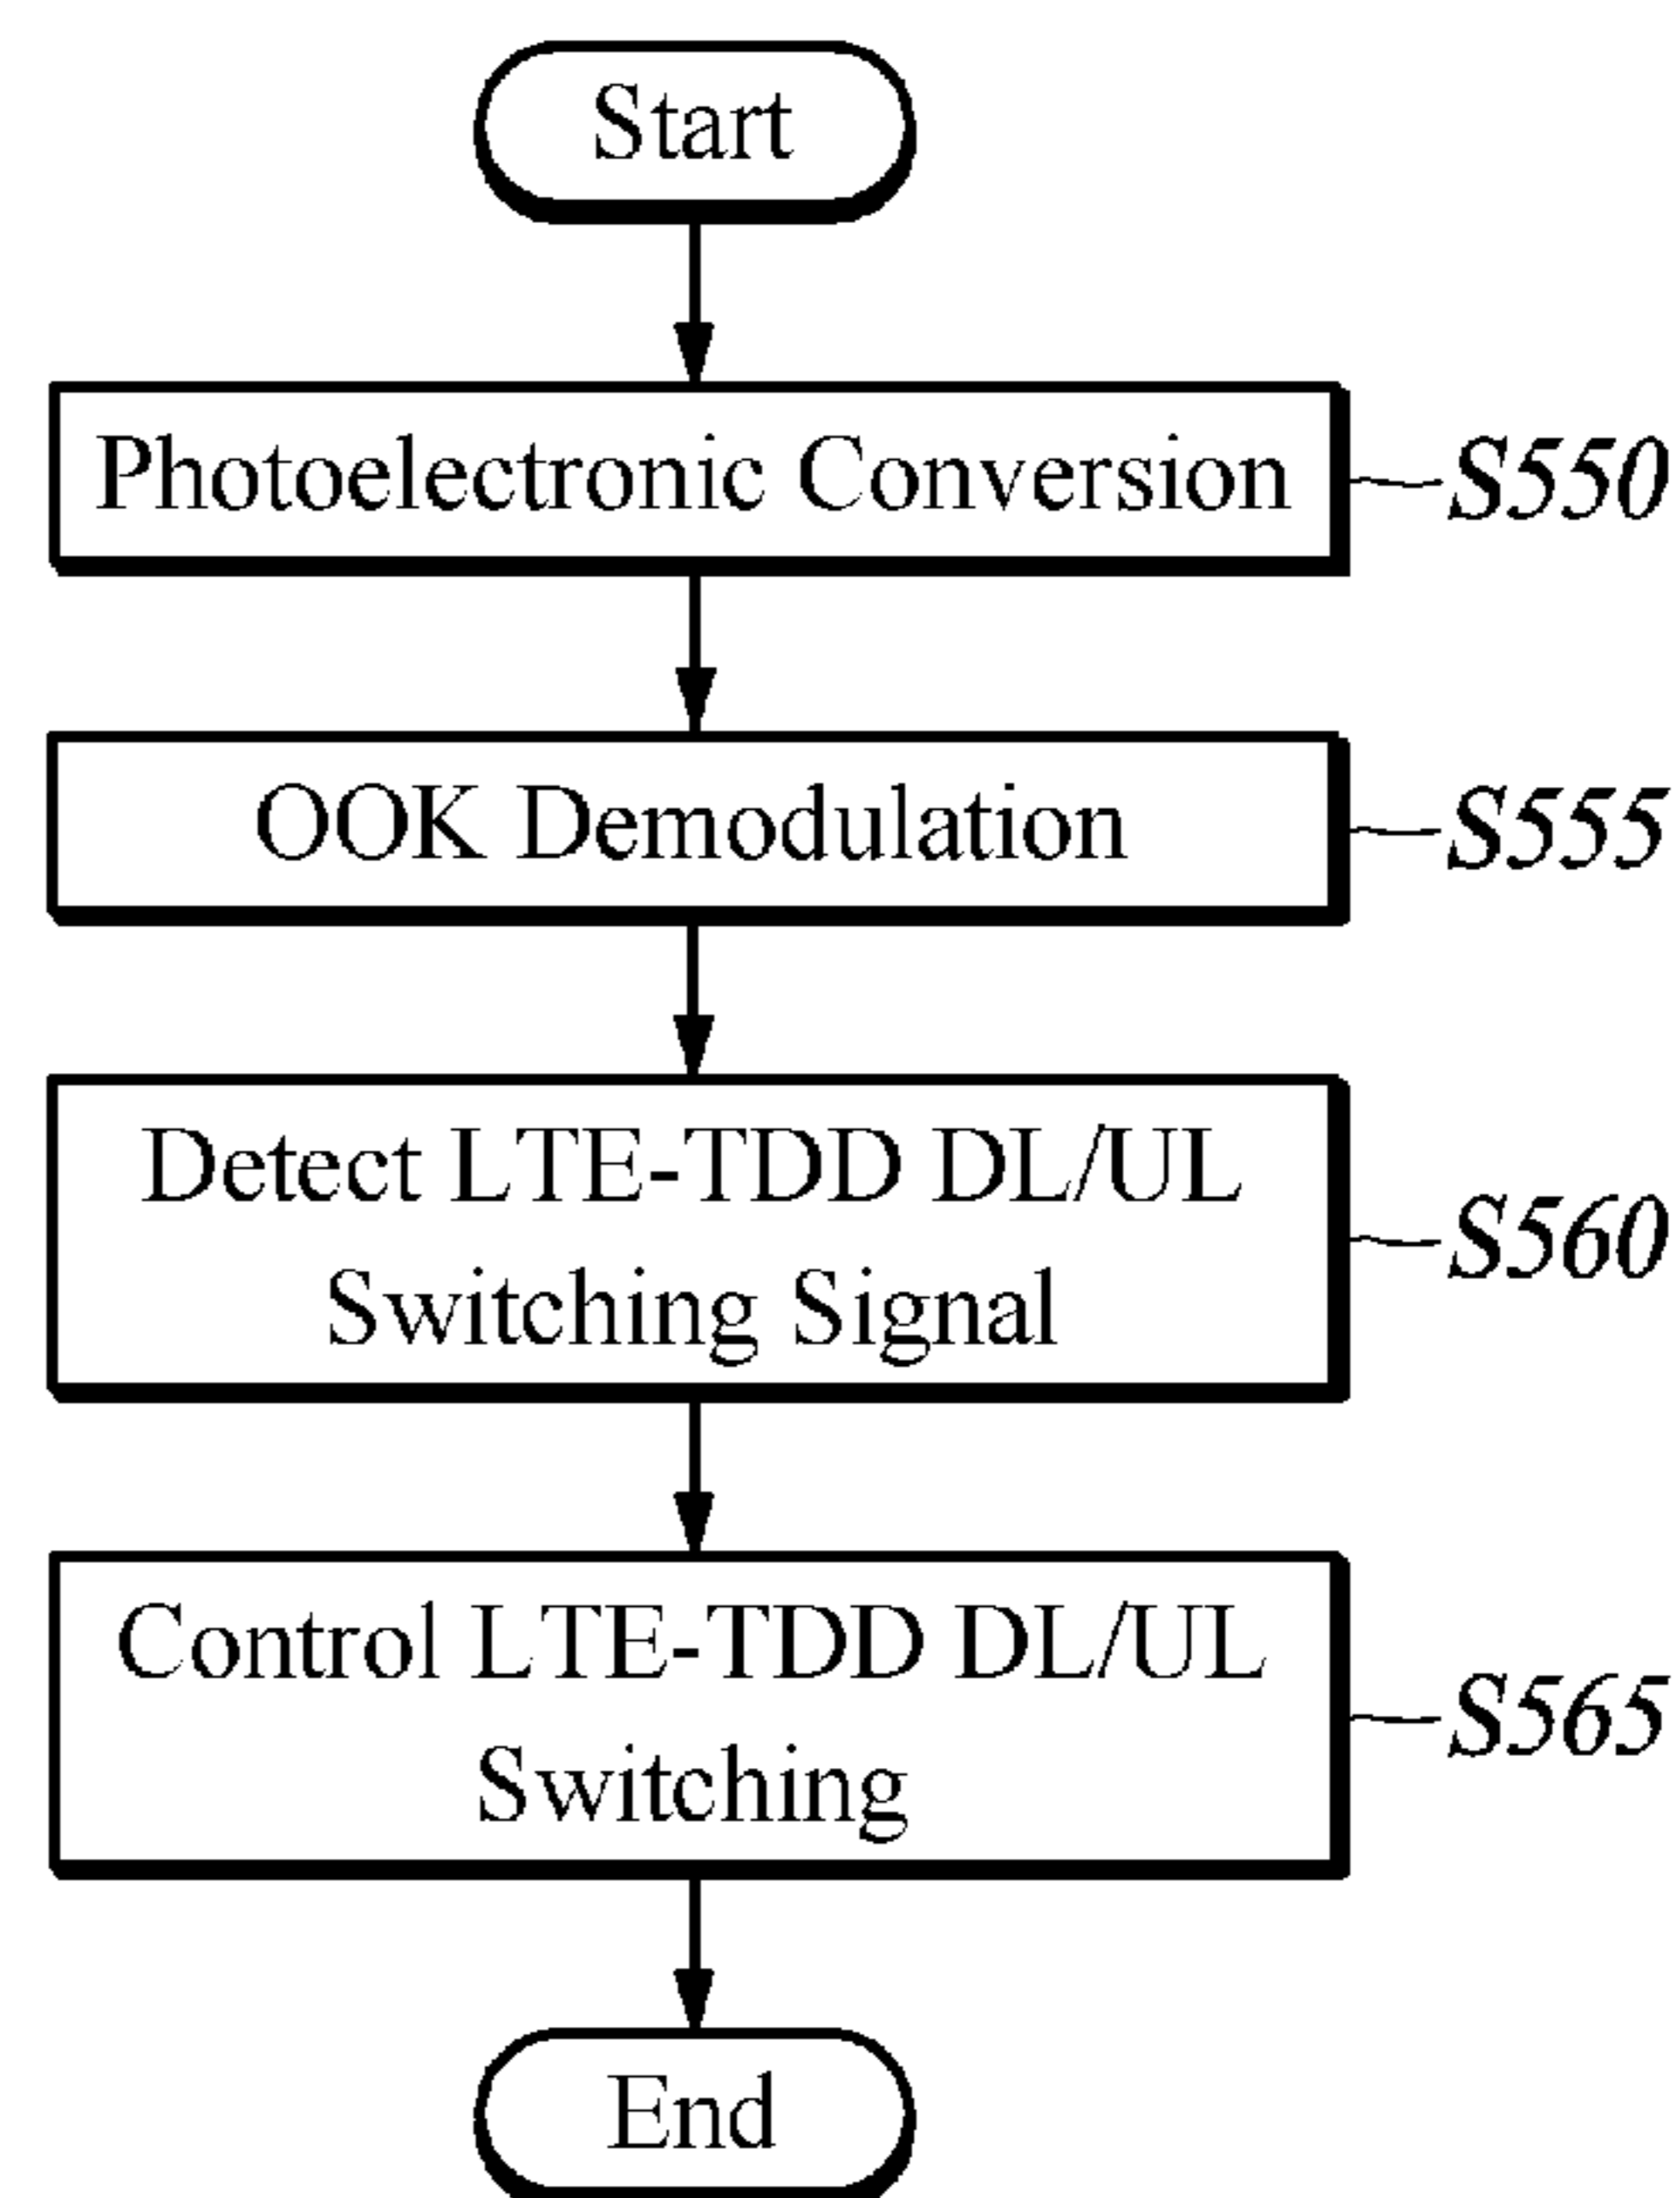 Start
Photoelectronic Conversion
S550
OOK Demodulation
S555
Detect LTE-TDD DL/UL
Switching Signal
S560
Control LTE-TDD DL/UL
Switching
S565
End